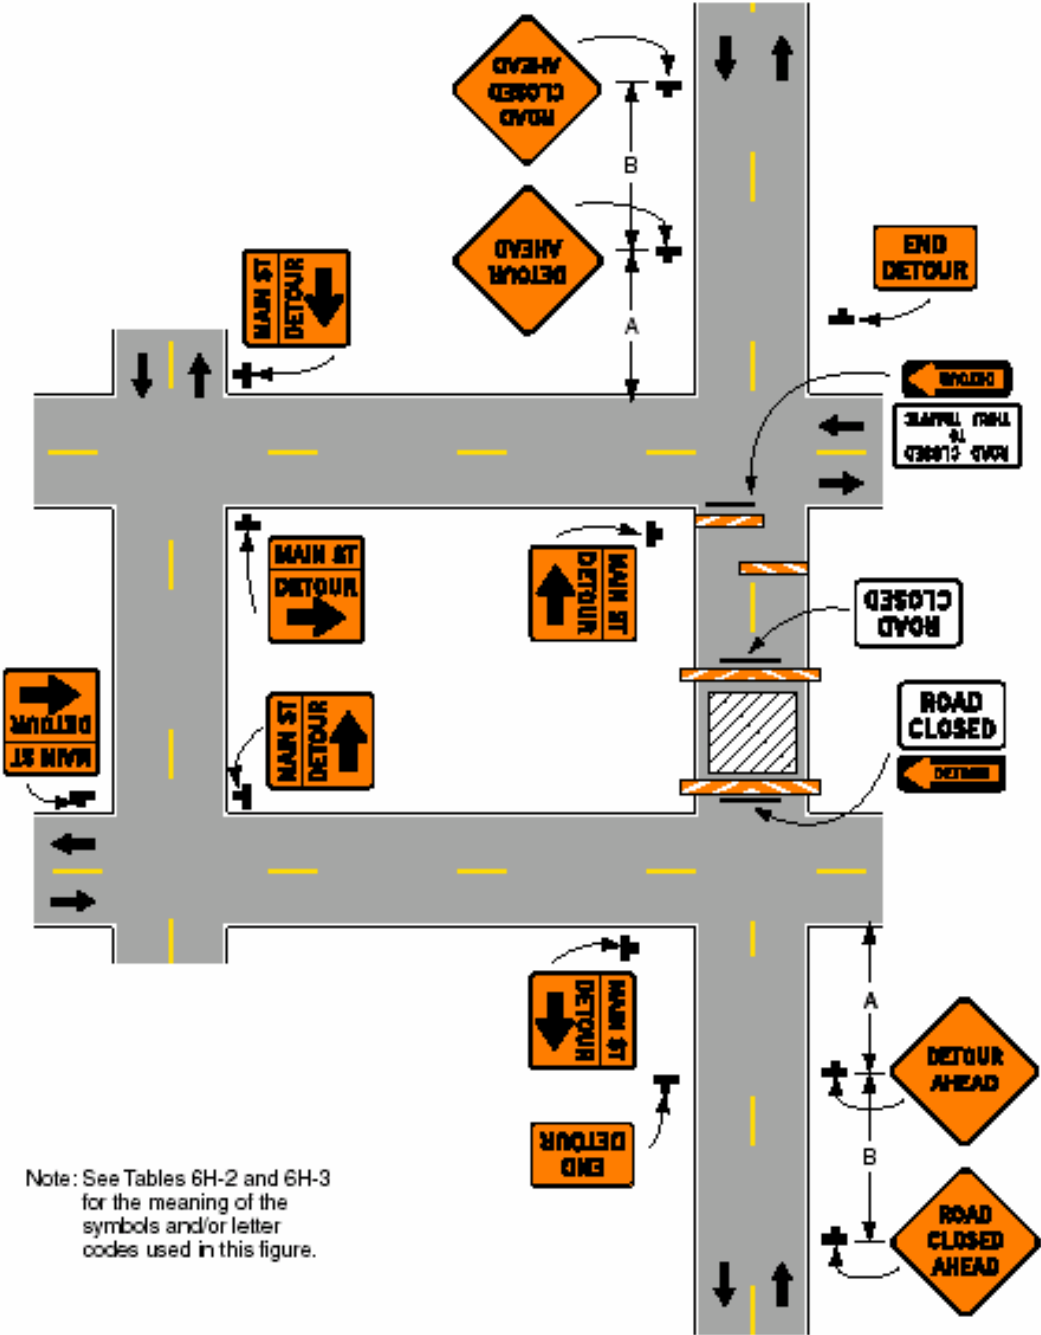 ROAD
CLOSED
AHEAD
B
DETOUR
AHEAD
A
END
DETOUR
MAIN ST
DETOUR
DETOUR
ROAD CLOSED
TO
THRU TRAFFIC
MAIN ST
DETOUR
MAIN ST
DETOUR
ROAD
CLOSED
MAIN ST
DETOUR
MAIN ST
DETOUR
ROAD
CLOSED
DETOUR
MAIN ST
DETOUR
A
DETOUR
AHEAD
END
DETOUR
B
ROAD
CLOSED
AHEAD
Note: See Tables 6H-2 and 6H-3
for the meaning of the
symbols and/or letter
codes used in this figure.